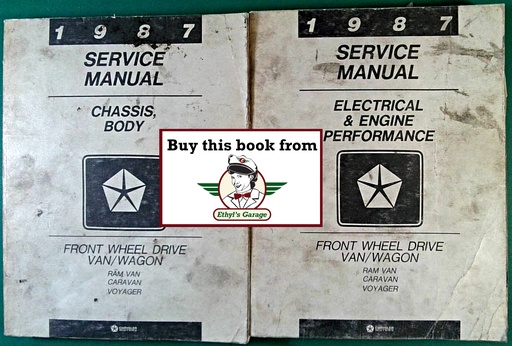 1 9 8 7
SERVICE
MANUAL
CHASSIS,
BODY
FRONT WHEEL DRIVE
VAN/WAGON
RAM VAN
CARAVAN
VOYAGER
1 9 8 7
SERVICE
MANUAL
ELECTRICAL
& ENGINE
PERFORMANCE
FRONT WHEEL DRIVE
VAN/WAGON
RAM VAN
CARAVAN
VOYAGER
Buy this book from
Ethyl's Garage